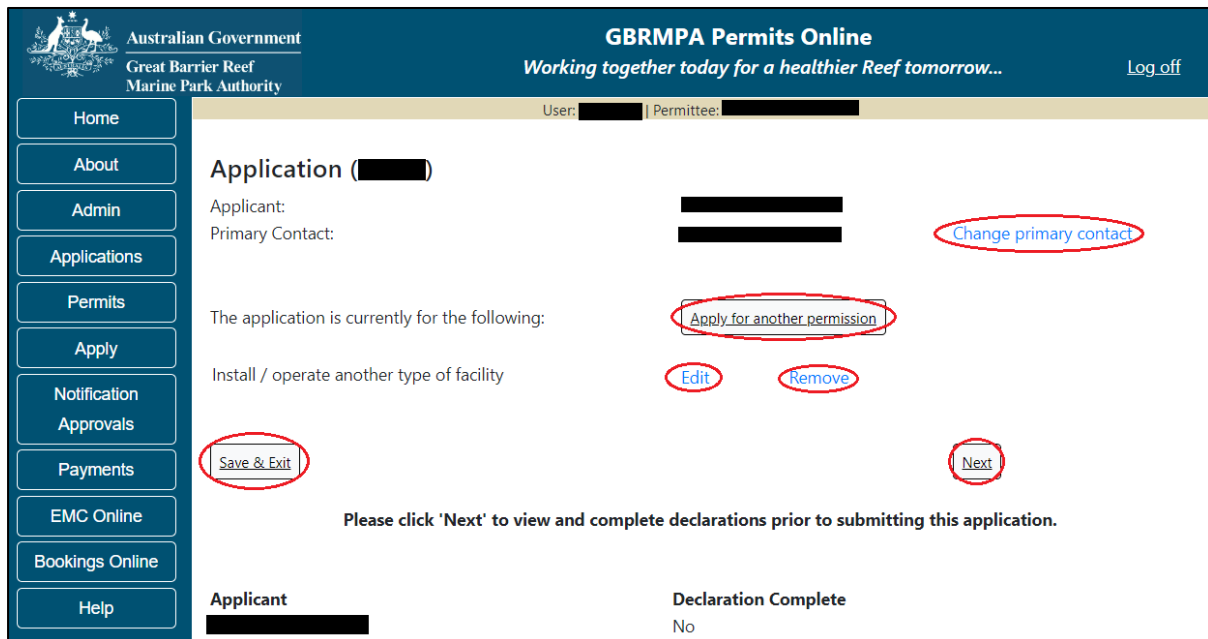 Australian Government
Great Barrier Reef
Marine Park Authority
GBRMPA Permits Online
Working together today for a healthier Reef tomorrow...
Log off
User: | Permittee:
Home
About
Admin
Applications
Permits
Apply
Notification
Approvals
Payments
EMC Online
Bookings Online
Help
Application ( )
Applicant:
Primary Contact: Change primary contact
The application is currently for the following: Apply for another permission
Install / operate another type of facility Edit Remove
Save & Exit Next
Please click 'Next' to view and complete declarations prior to submitting this application.
Applicant Declaration Complete
No